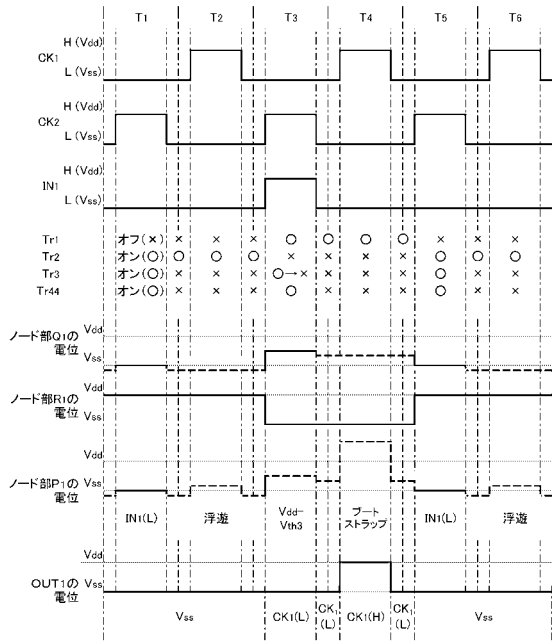 T1 T2 T3 T4 T5 T6
H (Vdd)
CK1
L (Vss)
H (Vdd)
CK2
L (Vss)
H (Vdd)
IN1
L (Vss)
Tr1 オフ(×) × × × ○ ○ ○ ○ × × ×
Tr2 オン(○) ○ ○ ○ × × × × ○ ○ ○
Tr3 オン(○) × × × ○→× × × × ○ × ×
Tr44 オン(○) × × × ○ × × × ○ × ×
Vdd
ノード部Q1の
電位
Vss
Vdd
ノード部R1の
電位
Vss
Vdd
ノード部P1の
電位
Vss
IN1(L) 浮遊 Vdd-
Vth3 ブート
ストラップ IN1(L) 浮遊
Vdd
OUT1の
電位
Vss
Vss CK1(L) CK1
(L) CK1(H) CK1
(L) Vss